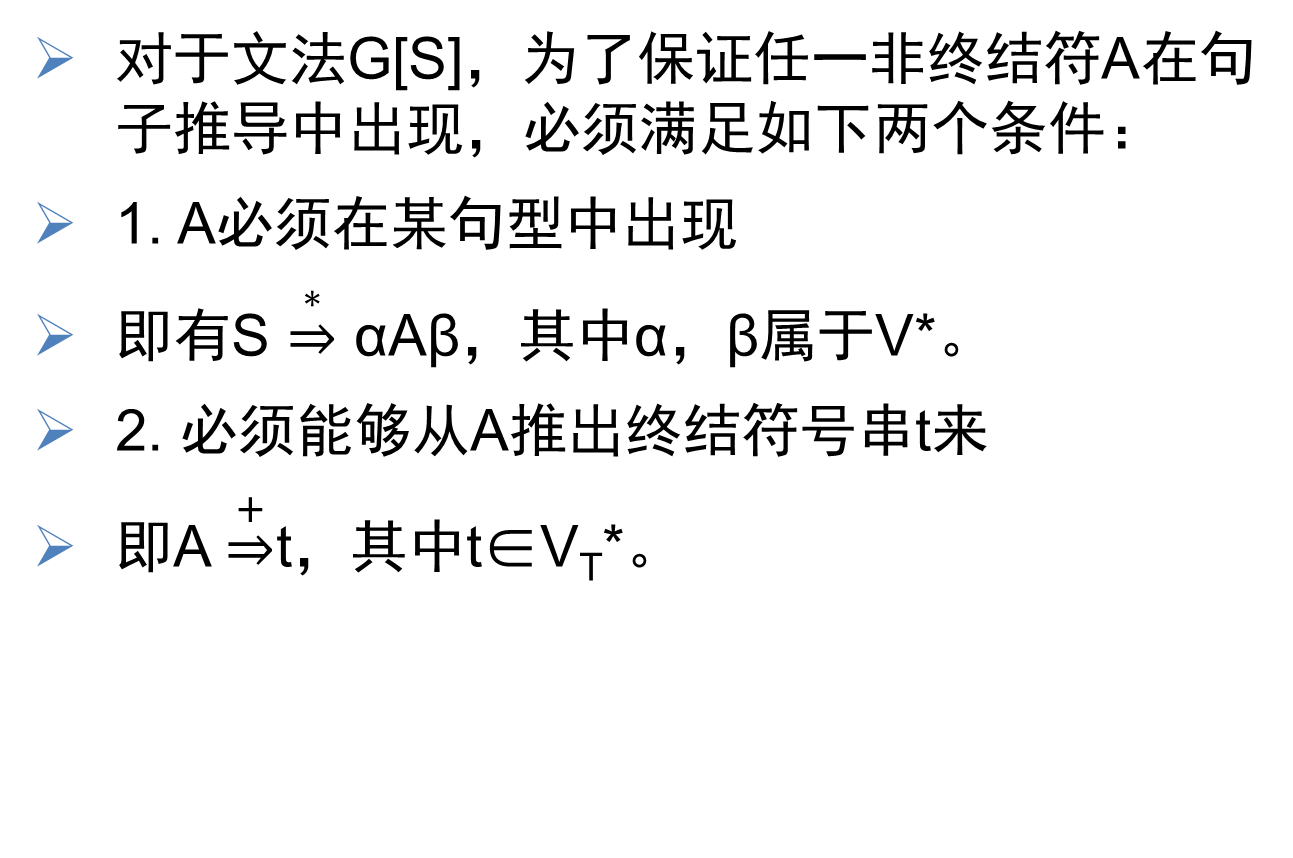 对于文法G[S]，为了保证任一非终结符A在句
子推导中出现，必须满足如下两个条件：
1. A必须在某句型中出现
即有S ⇒* αAβ，其中α，β属于V*。
2. 必须能够从A推出终结符号串t来
即A ⇒+ t，其中t∈V_T*。